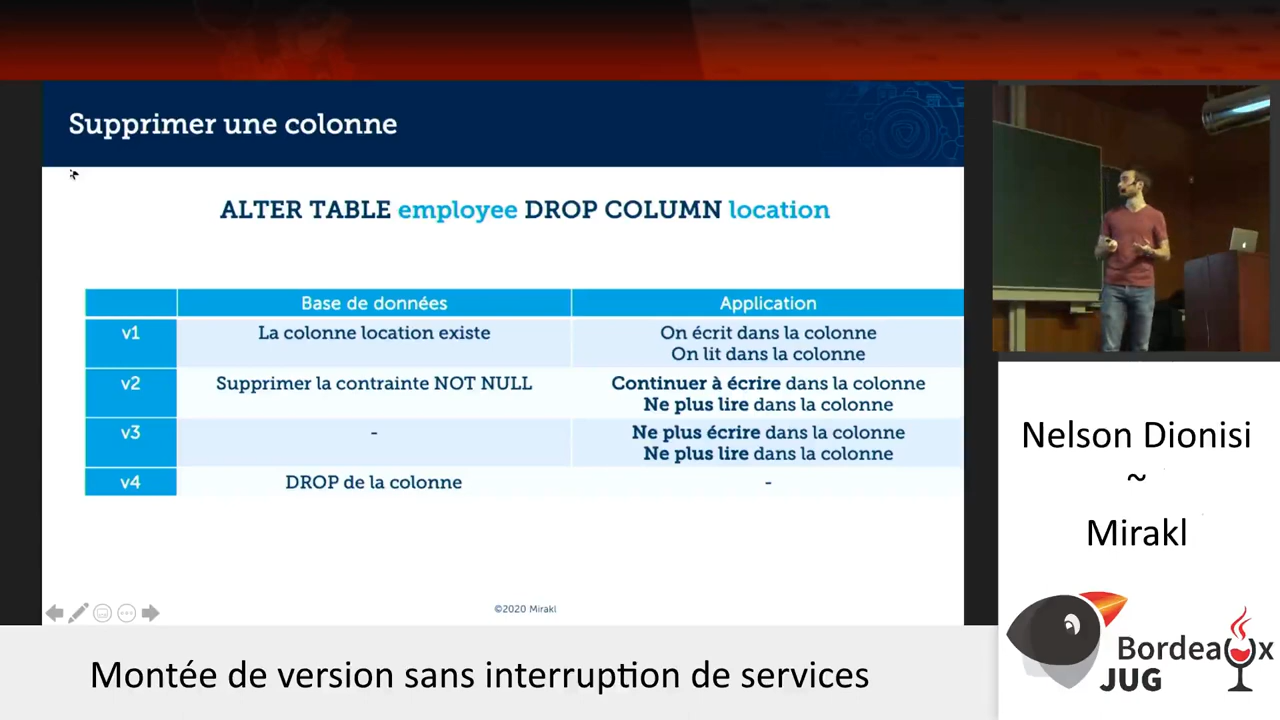 Supprimer une colonne
ALTER TABLE employee DROP COLUMN location
Base de données Application
v1 La colonne location existe On écrit dans la colonne
On lit dans la colonne
v2 Supprimer la contrainte NOT NULL Continuer à écrire dans la colonne
Ne plus lire dans la colonne
v3 - Ne plus écrire dans la colonne
Ne plus lire dans la colonne
v4 DROP de la colonne -
©2020 Mirakl
Nelson Dionisi
~
Mirakl
Bordeaux
JUG
Montée de version sans interruption de services